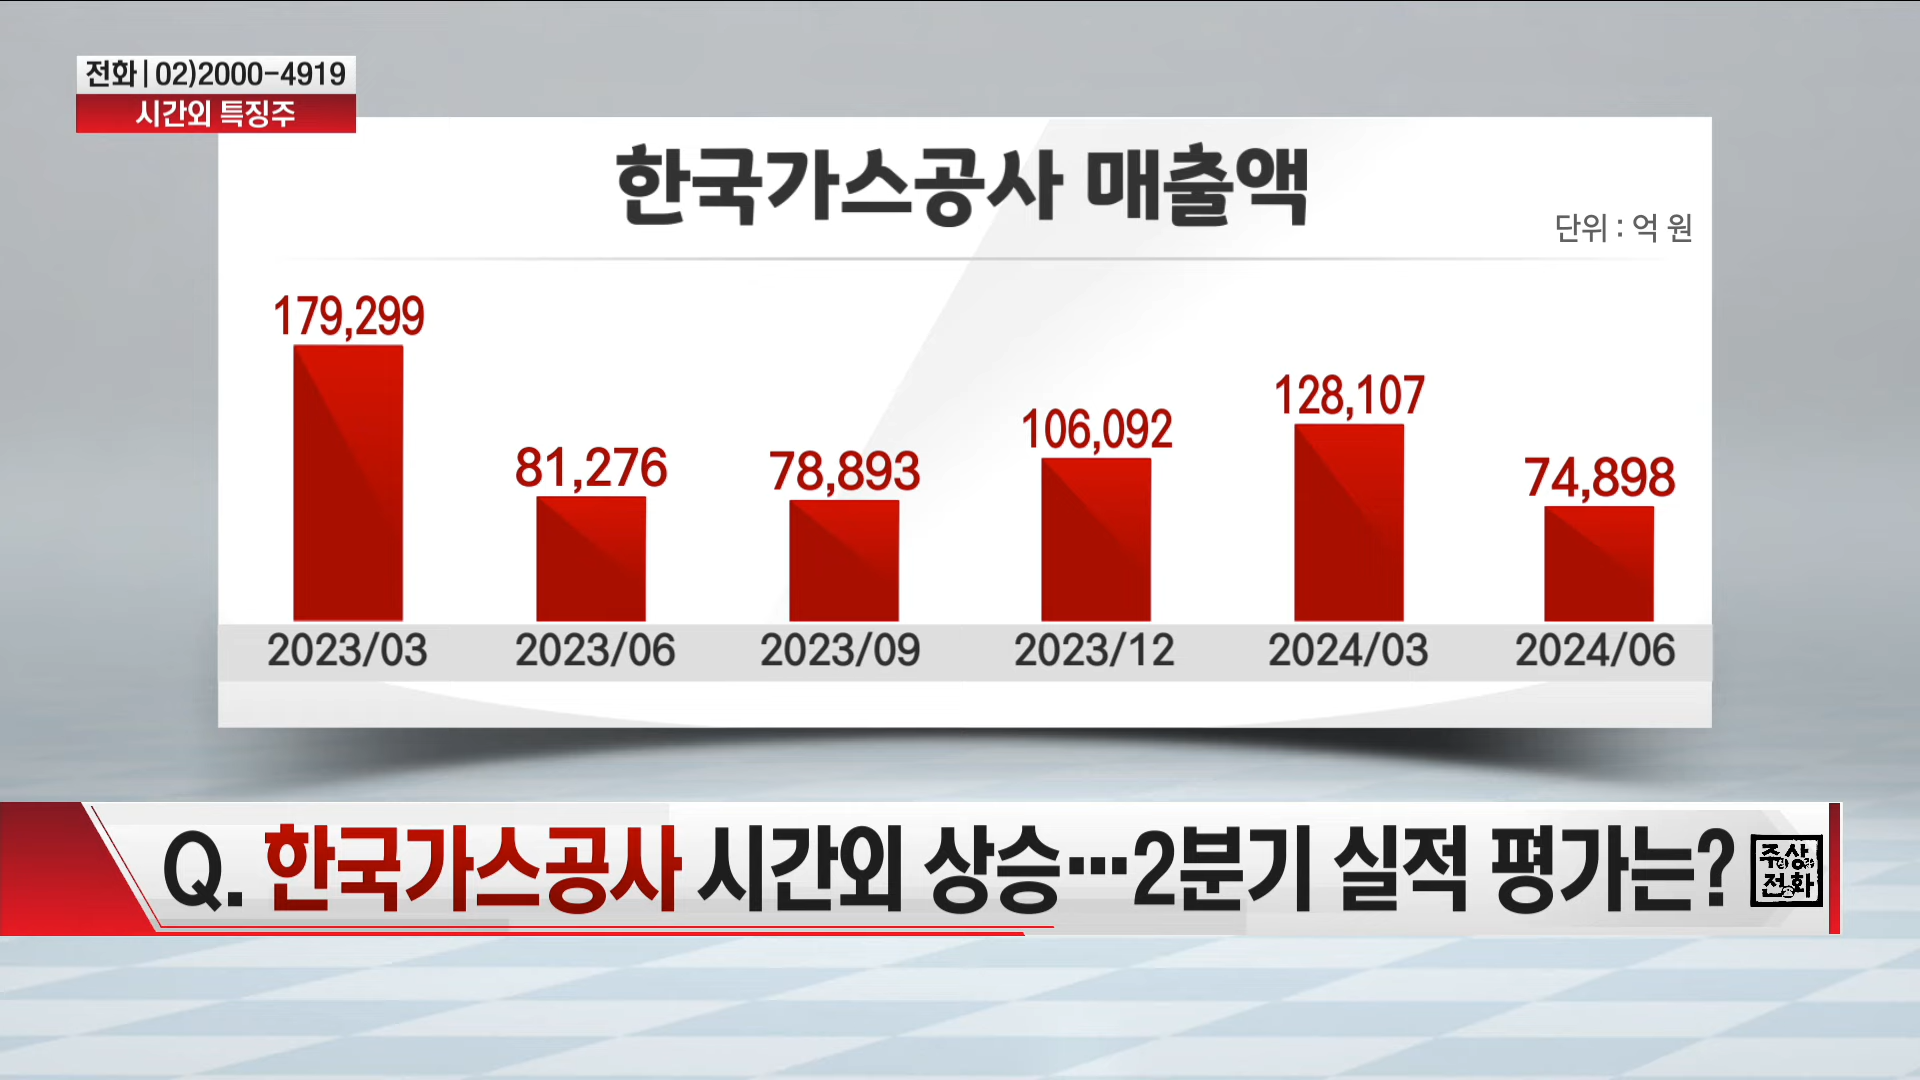 전화 | 02)2000-4919
시간외 특징주
한국가스공사 매출액
단위 : 억 원
179,299
81,276
78,893
106,092
128,107
74,898
2023/03 2023/06 2023/09 2023/12 2024/03 2024/06
Q. 한국가스공사 시간외 상승···2분기 실적 평가는?
주상
전화